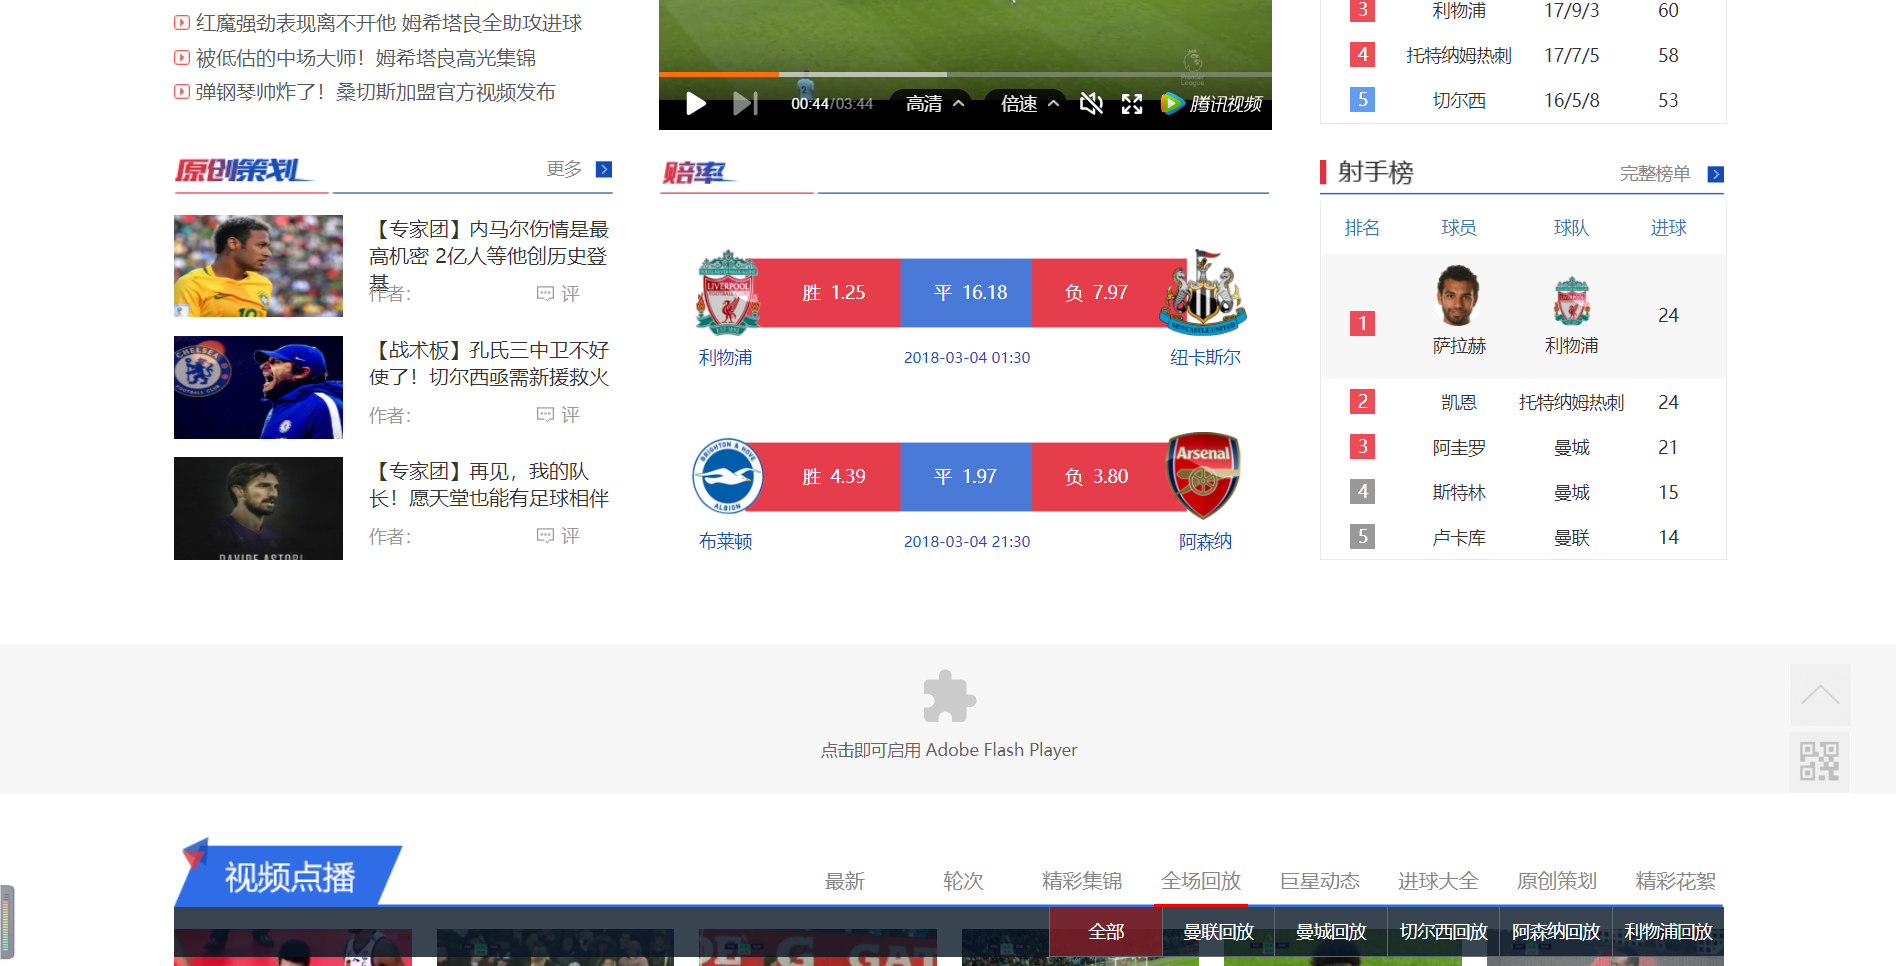 红魔强劲表现离不开他 姆希塔良全助攻进球
被低估的中场大师！姆希塔良高光集锦
弹钢琴帅炸了！桑切斯加盟官方视频发布
00:44/03:44 高清 倍速 腾讯视频
3 利物浦 17/9/3 60
4 托特纳姆热刺 17/7/5 58
5 切尔西 16/5/8 53
原创策划 更多
【专家团】内马尔伤情是最
高机密 2亿人等他创历史登
基
作者： 评
【战术板】孔氏三中卫不好
使了！切尔西亟需新援救火
作者： 评
【专家团】再见，我的队
长！愿天堂也能有足球相伴
作者： 评
CHELSEA
DAVIDE ASTORI
赔率
LIVERPOOL
胜 1.25 平 16.18 负 7.97
NEWCASTLE UNITED
利物浦 2018-03-04 01:30 纽卡斯尔
BRIGHTON & HOVE
ALBION
胜 4.39 平 1.97 负 3.80
Arsenal
布莱顿 2018-03-04 21:30 阿森纳
射手榜 完整榜单
排名 球员 球队 进球
1 萨拉赫 利物浦 24
2 凯恩 托特纳姆热刺 24
3 阿圭罗 曼城 21
4 斯特林 曼城 15
5 卢卡库 曼联 14
点击即可启用 Adobe Flash Player
视频点播
最新 轮次 精彩集锦 全场回放 巨星动态 进球大全 原创策划 精彩花絮
全部 曼联回放 曼城回放 切尔西回放 阿森纳回放 利物浦回放